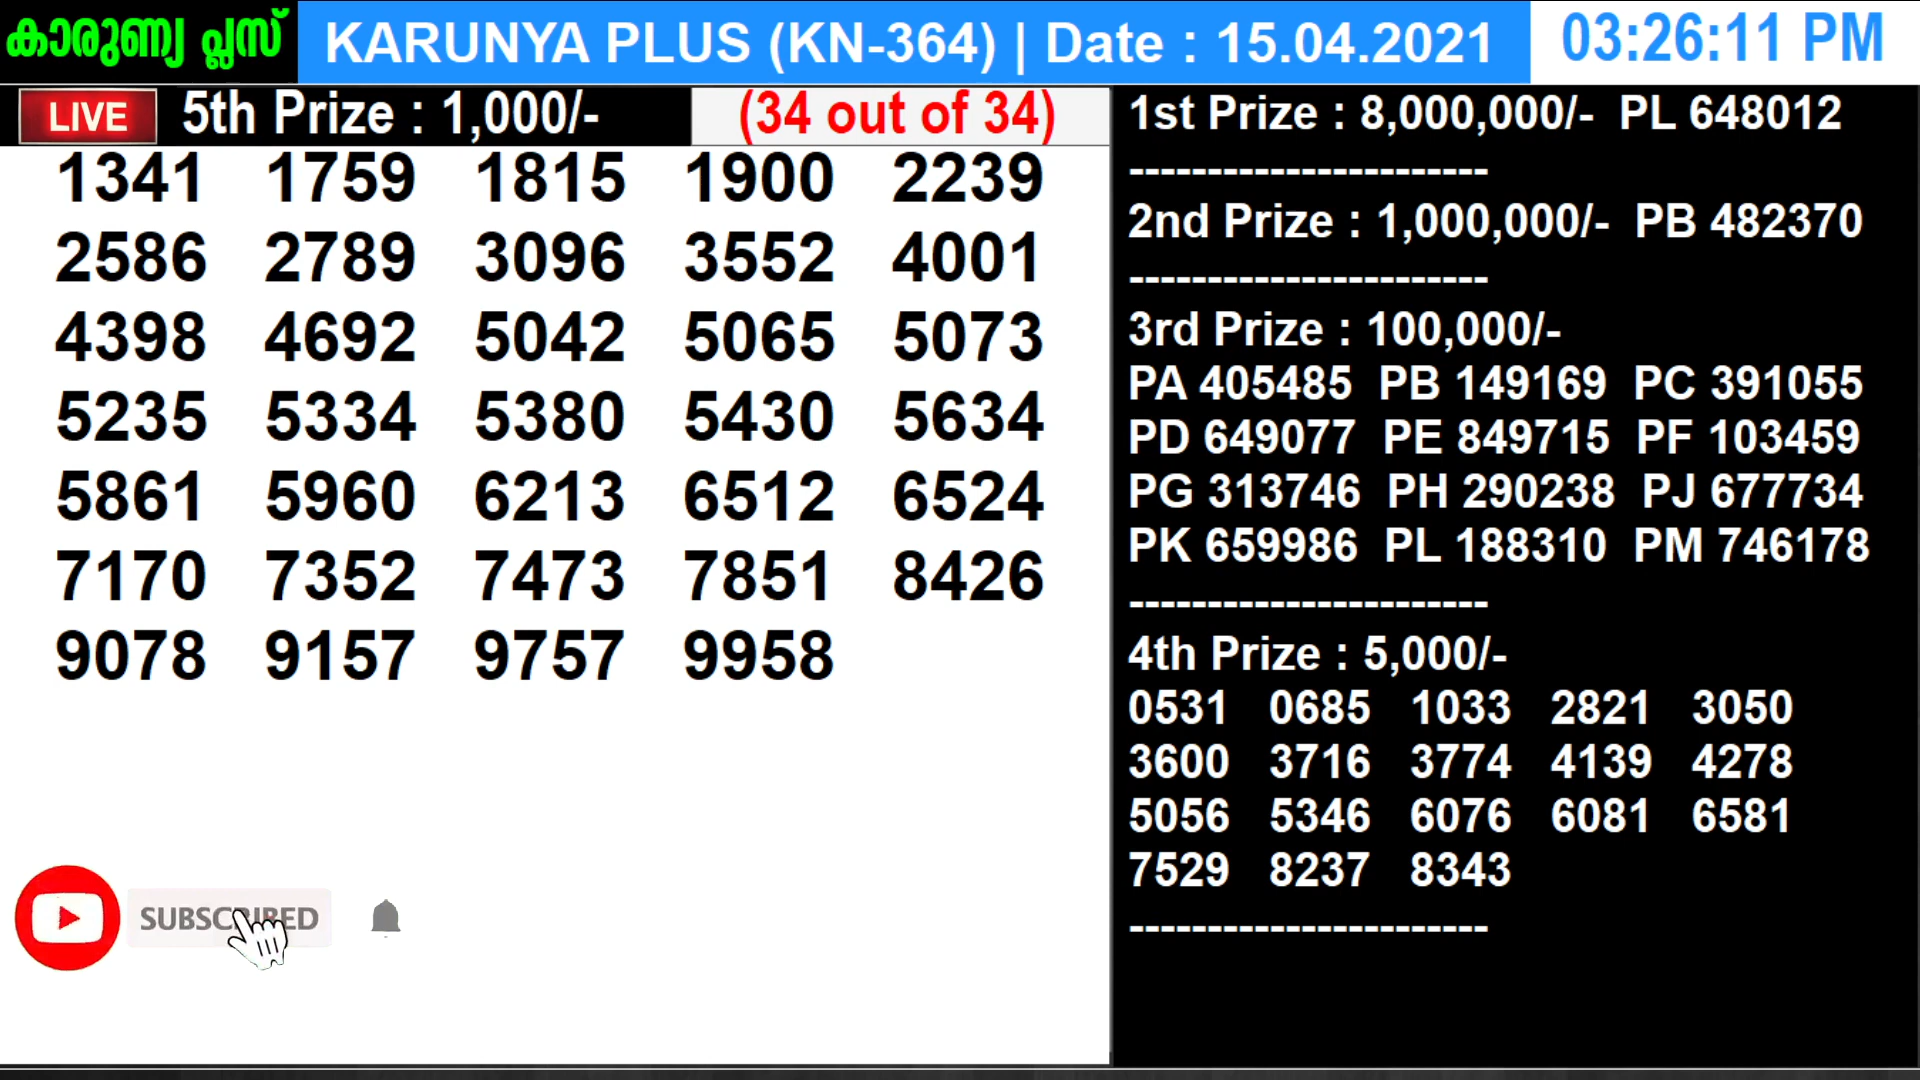 കാരുണ്യ പ്ലസ്
KARUNYA PLUS (KN-364) | Date : 15.04.2021
03:26:11 PM
LIVE
5th Prize : 1,000/-
(34 out of 34)
1341 1759 1815 1900 2239
2586 2789 3096 3552 4001
4398 4692 5042 5065 5073
5235 5334 5380 5430 5634
5861 5960 6213 6512 6524
7170 7352 7473 7851 8426
9078 9157 9757 9958
SUBSCRIBED
1st Prize : 8,000,000/- PL 648012
-----------------------
2nd Prize : 1,000,000/- PB 482370
-----------------------
3rd Prize : 100,000/-
PA 405485 PB 149169 PC 391055
PD 649077 PE 849715 PF 103459
PG 313746 PH 290238 PJ 677734
PK 659986 PL 188310 PM 746178
-----------------------
4th Prize : 5,000/-
0531 0685 1033 2821 3050
3600 3716 3774 4139 4278
5056 5346 6076 6081 6581
7529 8237 8343
-----------------------